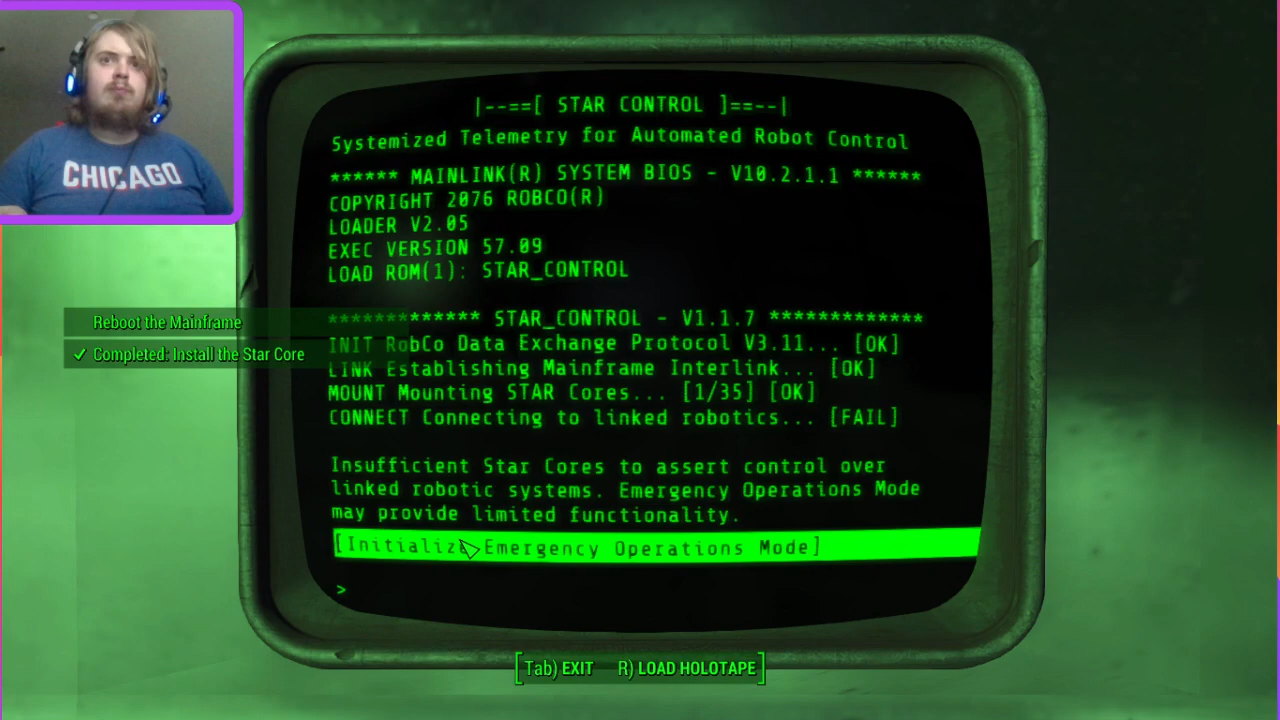 CHICAGO
|--==[ STAR CONTROL ]==--|
Systemized Telemetry for Automated Robot Control
****** MAINLINK(R) SYSTEM BIOS - V10.2.1.1 ******
COPYRIGHT 2076 ROBCO(R)
LOADER V2.05
EXEC VERSION 57.09
LOAD ROM(1): STAR_CONTROL
************* STAR_CONTROL - V1.1.7 *************
INIT RobCo Data Exchange Protocol V3.11... [OK]
LINK Establishing Mainframe Interlink... [OK]
MOUNT Mounting STAR Cores... [1/35] [OK]
CONNECT Connecting to linked robotics... [FAIL]
Insufficient Star Cores to assert control over
linked robotic systems. Emergency Operations Mode
may provide limited functionality.
[Initialize Emergency Operations Mode]
>
Reboot the Mainframe
✓ Completed: Install the Star Core
[Tab) EXIT R) LOAD HOLOTAPE]